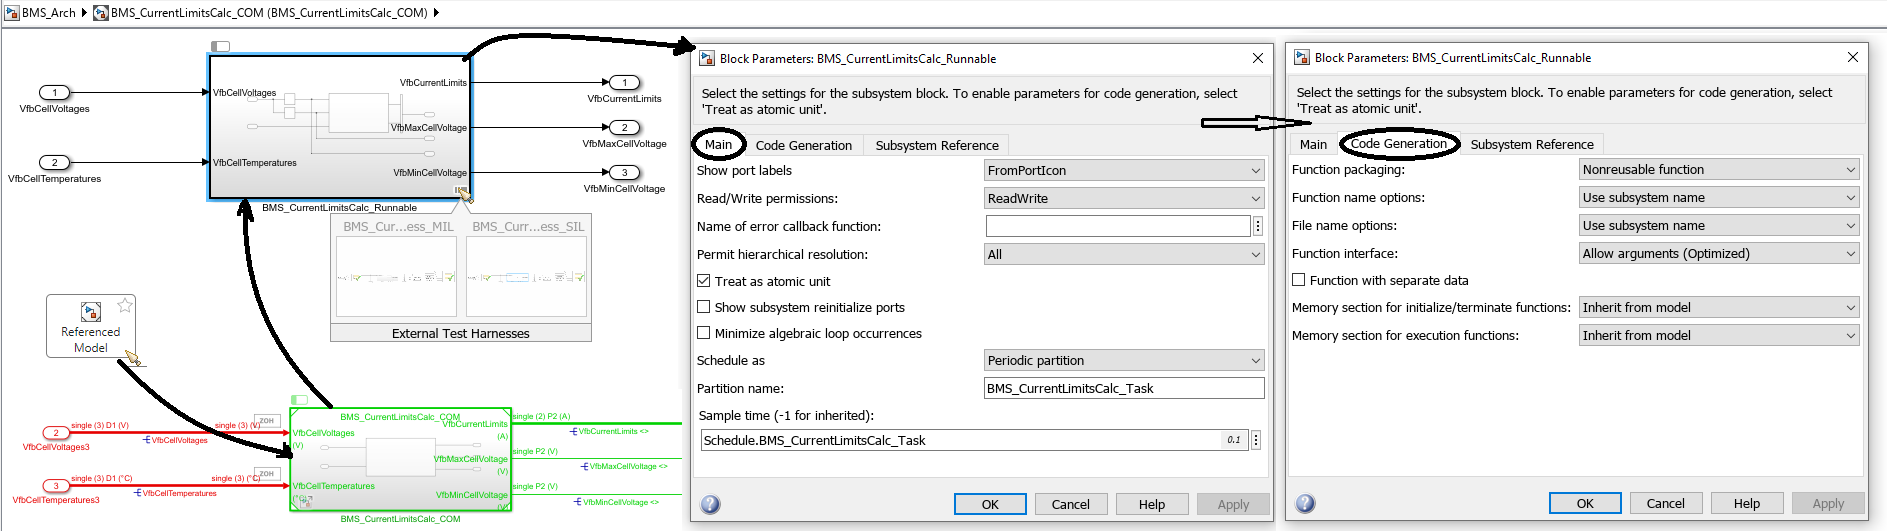 BMS_Arch BMS_CurrentLimitsCalc_COM (BMS_CurrentLimitsCalc_COM)
1
VfbCellVoltages
2
VfbCellTemperatures
VfbCellVoltages
VfbCellTemperatures
VfbCurrentLimits
VfbMaxCellVoltage
VfbMinCellVoltage
BMS_CurrentLimitsCalc_Runnable
1
VfbCurrentLimits
2
VfbMaxCellVoltage
3
VfbMinCellVoltage
BMS_Cur...ess_MIL BMS_Curr...ess_SIL
External Test Harnesses
Referenced
Model
single (3) D1 (V)
ZOH
single (3) (V)
2
VfbCellVoltages3
VfbCellVoltages
single (3) D1 (°C)
ZOH
single (3) (°C)
3
VfbCellTemperatures3
VfbCellTemperatures
BMS_CurrentLimitsCalc_COM
VfbCellVoltages
(V)
VfbCellTemperatures
(°C)
VfbCurrentLimits
(A)
VfbMaxCellVoltage
(V)
VfbMinCellVoltage
(V)
BMS_CurrentLimitsCalc_COM
single (2) P2 (A)
VfbCurrentLimits <>
single P2 (V)
VfbMaxCellVoltage <>
single P2 (V)
VfbMinCellVoltage <>
Block Parameters: BMS_CurrentLimitsCalc_Runnable
Select the settings for the subsystem block. To enable parameters for code generation, select
'Treat as atomic unit'.
Main Code Generation Subsystem Reference
Show port labels FromPortIcon
Read/Write permissions: ReadWrite
Name of error callback function:
Permit hierarchical resolution: All
Treat as atomic unit
Show subsystem reinitialize ports
Minimize algebraic loop occurrences
Schedule as Periodic partition
Partition name: BMS_CurrentLimitsCalc_Task
Sample time (-1 for inherited):
Schedule.BMS_CurrentLimitsCalc_Task 0.1
OK Cancel Help Apply
Block Parameters: BMS_CurrentLimitsCalc_Runnable
Select the settings for the subsystem block. To enable parameters for code generation, select
'Treat as atomic unit'.
Main Code Generation Subsystem Reference
Function packaging: Nonreusable function
Function name options: Use subsystem name
File name options: Use subsystem name
Function interface: Allow arguments (Optimized)
Function with separate data
Memory section for initialize/terminate functions: Inherit from model
Memory section for execution functions: Inherit from model
OK Cancel Help Apply